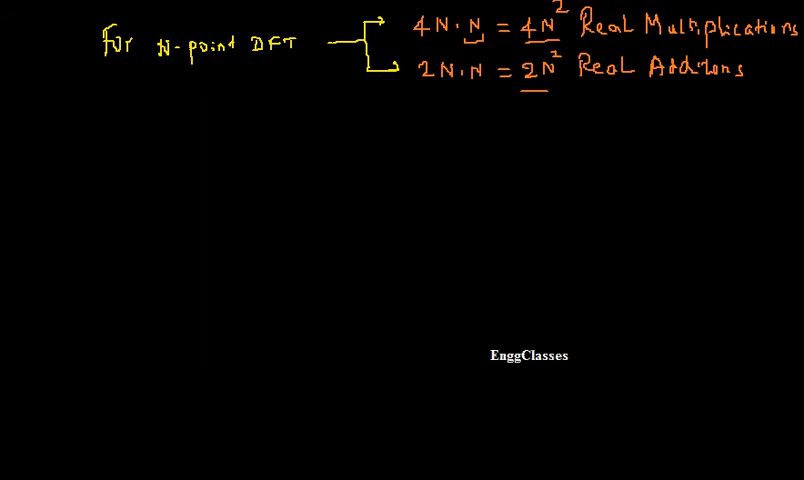 For N-point DFT
4N.N = 4N² Real Multiplications
2N.N = 2N² Real Additions
EnggClasses